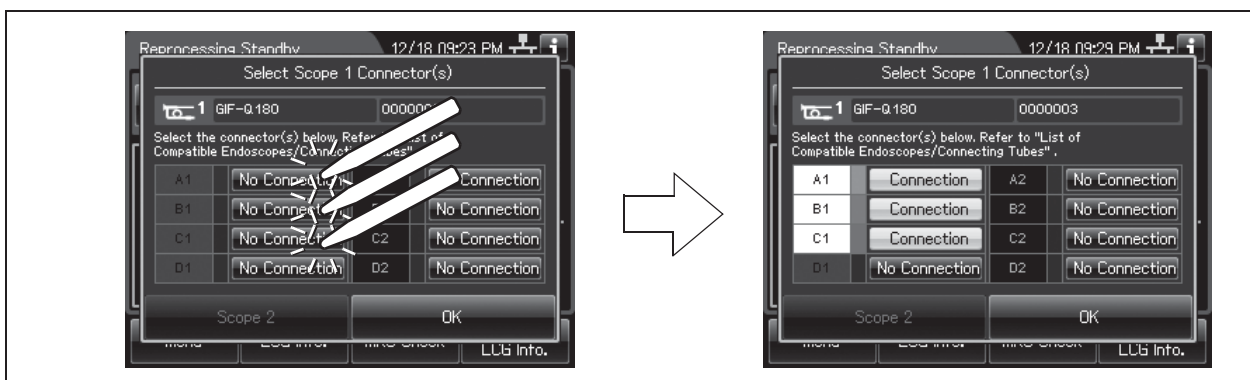 Reprocessing Standby 12/18 09:23 PM i
Select Scope 1 Connector(s)
1 GIF-Q180
Select the connector(s) below. Refer to
Compatible Endoscopes/
A1 No Connection Connection
B1 No Connection No Connection
C1 No Connection C2 No Connection
D1 No Connection D2 No Connection
Scope 2 OK
LCG Info.
Reprocessing Standby 12/18 09:29 PM i
Select Scope 1 Connector(s)
1 GIF-Q180 0000003
Select the connector(s) below. Refer to "List of
Compatible Endoscopes/Connecting Tubes".
A1 Connection A2 No Connection
B1 Connection B2 No Connection
C1 Connection C2 No Connection
D1 No Connection D2 No Connection
Scope 2 OK
LCG Info.